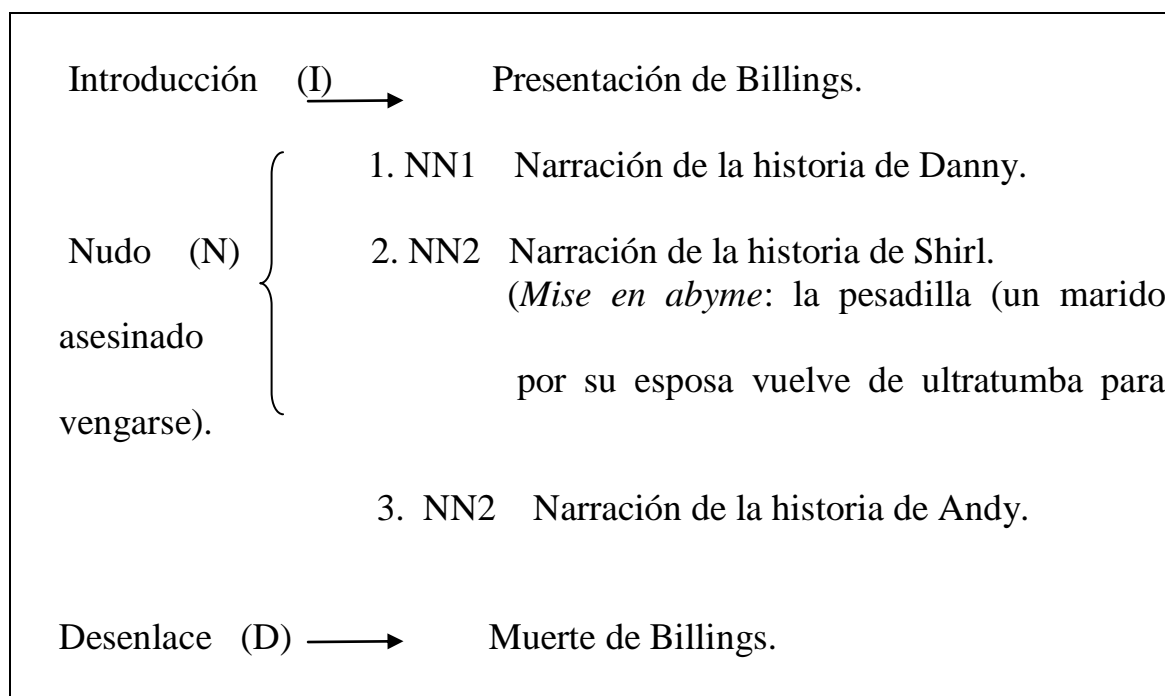 Introducción (I) Presentación de Billings.
1. NN1 Narración de la historia de Danny.
Nudo (N) 2. NN2 Narración de la historia de Shirl.
(Mise en abyme: la pesadilla (un marido
asesinado
por su esposa vuelve de ultratumba para
vengarse).
3. NN2 Narración de la historia de Andy.
Desenlace (D) Muerte de Billings.